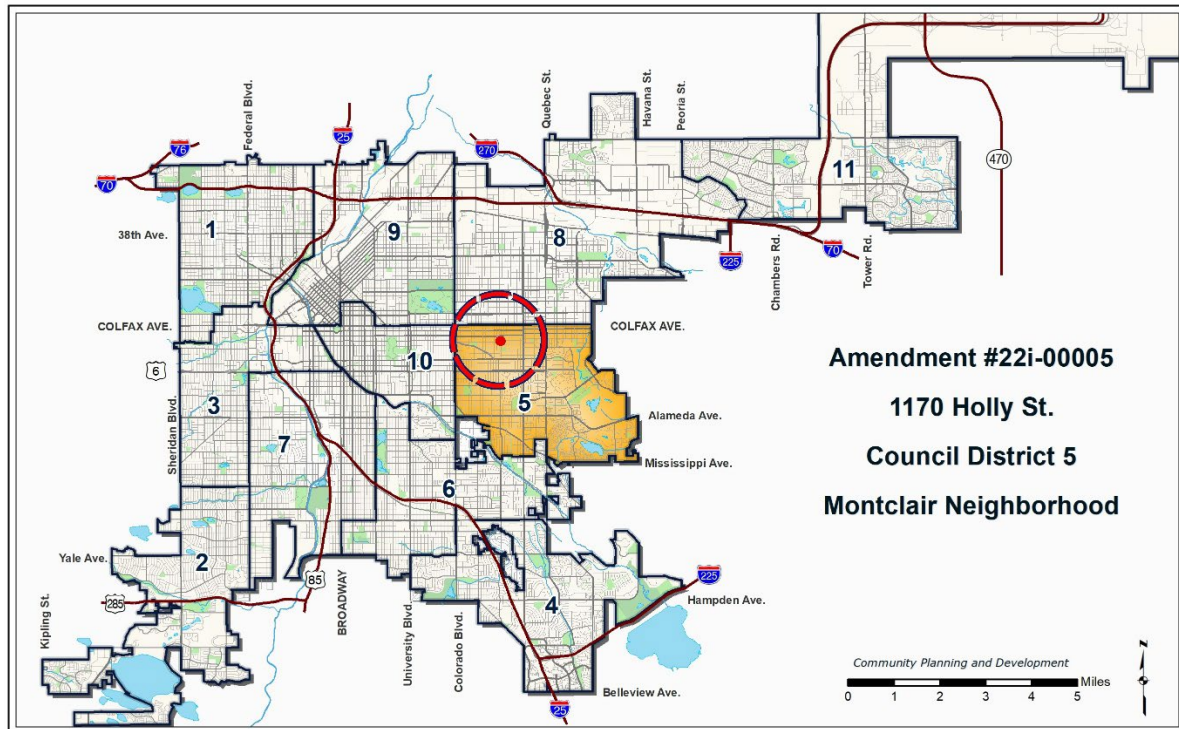 Federal Blvd.
Quebec St.
Havana St.
Peoria St.
25
76
270
70
470
11
1
9
8
38th Ave.
225
Chambers Rd.
70
Tower Rd.
COLFAX AVE.
COLFAX AVE.
10
6
Sheridan Blvd.
3
5
7
Alameda Ave.
Mississippi Ave.
6
Amendment #22i-00005
1170 Holly St.
Council District 5
Montclair Neighborhood
Yale Ave.
2
85
285
225
4
Hampden Ave.
Kipling St.
BROADWAY
University Blvd.
Colorado Blvd.
Belleview Ave.
25
Community Planning and Development
0 1 2 3 4 5 Miles
Z